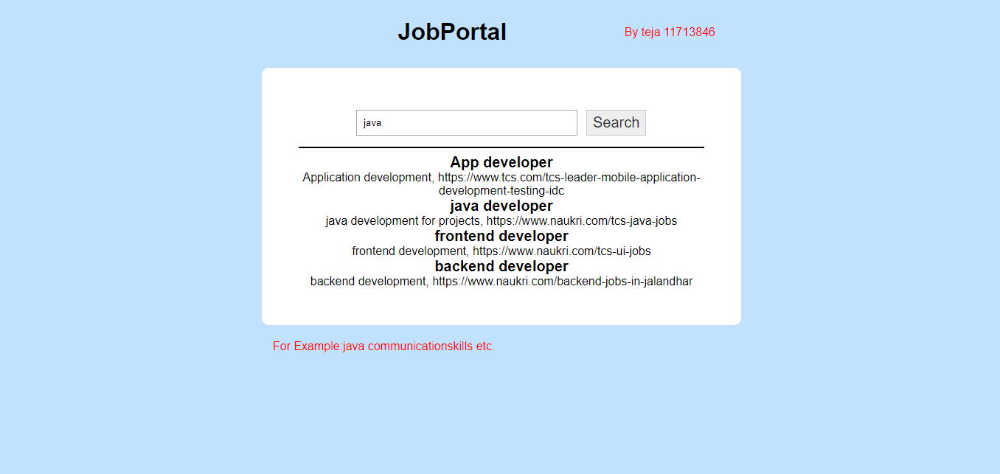 JobPortal
By teja 11713846
java
Search
App developer
Application development, https://www.tcs.com/tcs-leader-mobile-application-
development-testing-idc
java developer
java development for projects, https://www.naukri.com/tcs-java-jobs
frontend developer
frontend development, https://www.naukri.com/tcs-ui-jobs
backend developer
backend development, https://www.naukri.com/backend-jobs-in-jalandhar
For Example:java communicationskills etc.